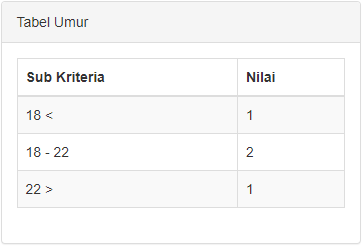 Tabel Umur
Sub Kriteria Nilai
18 < 1
18 - 22 2
22 > 1